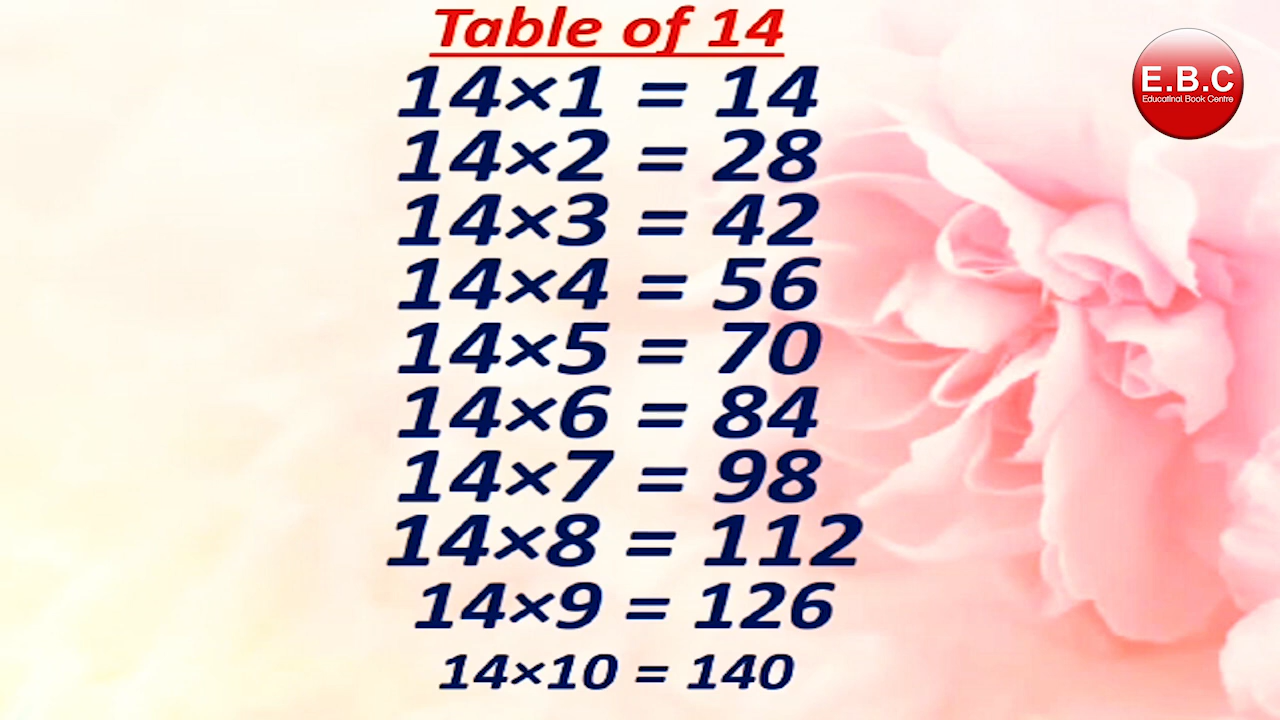 Table of 14
E.B.C
Educatinal Book Centre
14×1 = 14
14×2 = 28
14×3 = 42
14×4 = 56
14×5 = 70
14×6 = 84
14×7 = 98
14×8 = 112
14×9 = 126
14×10 = 140